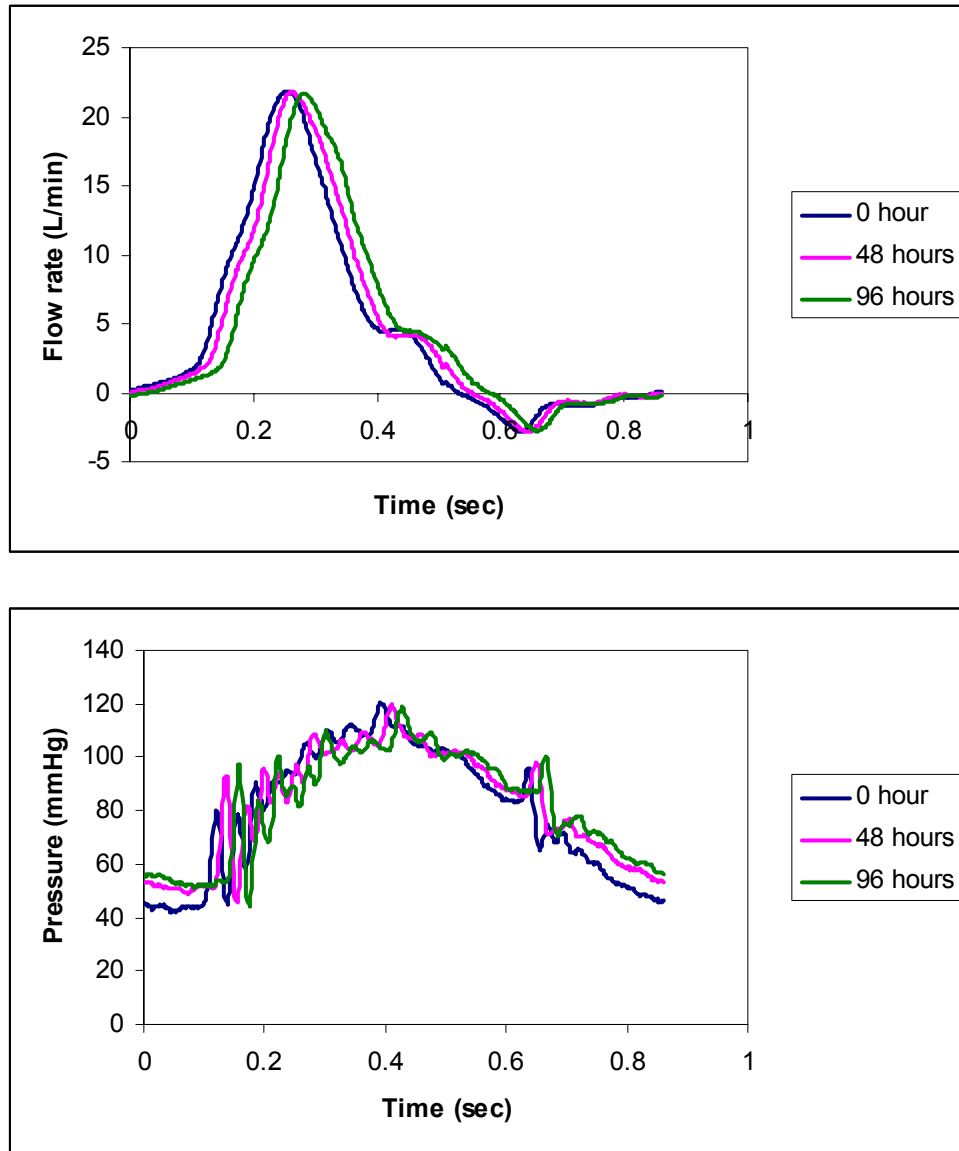 25
20
15
10
5
0
-5
0
0.2
0.4
0.6
0.8
1
Flow rate (L/min)
Time (sec)
0 hour
48 hours
96 hours
140
120
100
80
60
40
20
0
0
0.2
0.4
0.6
0.8
1
Pressure (mmHg)
Time (sec)
0 hour
48 hours
96 hours